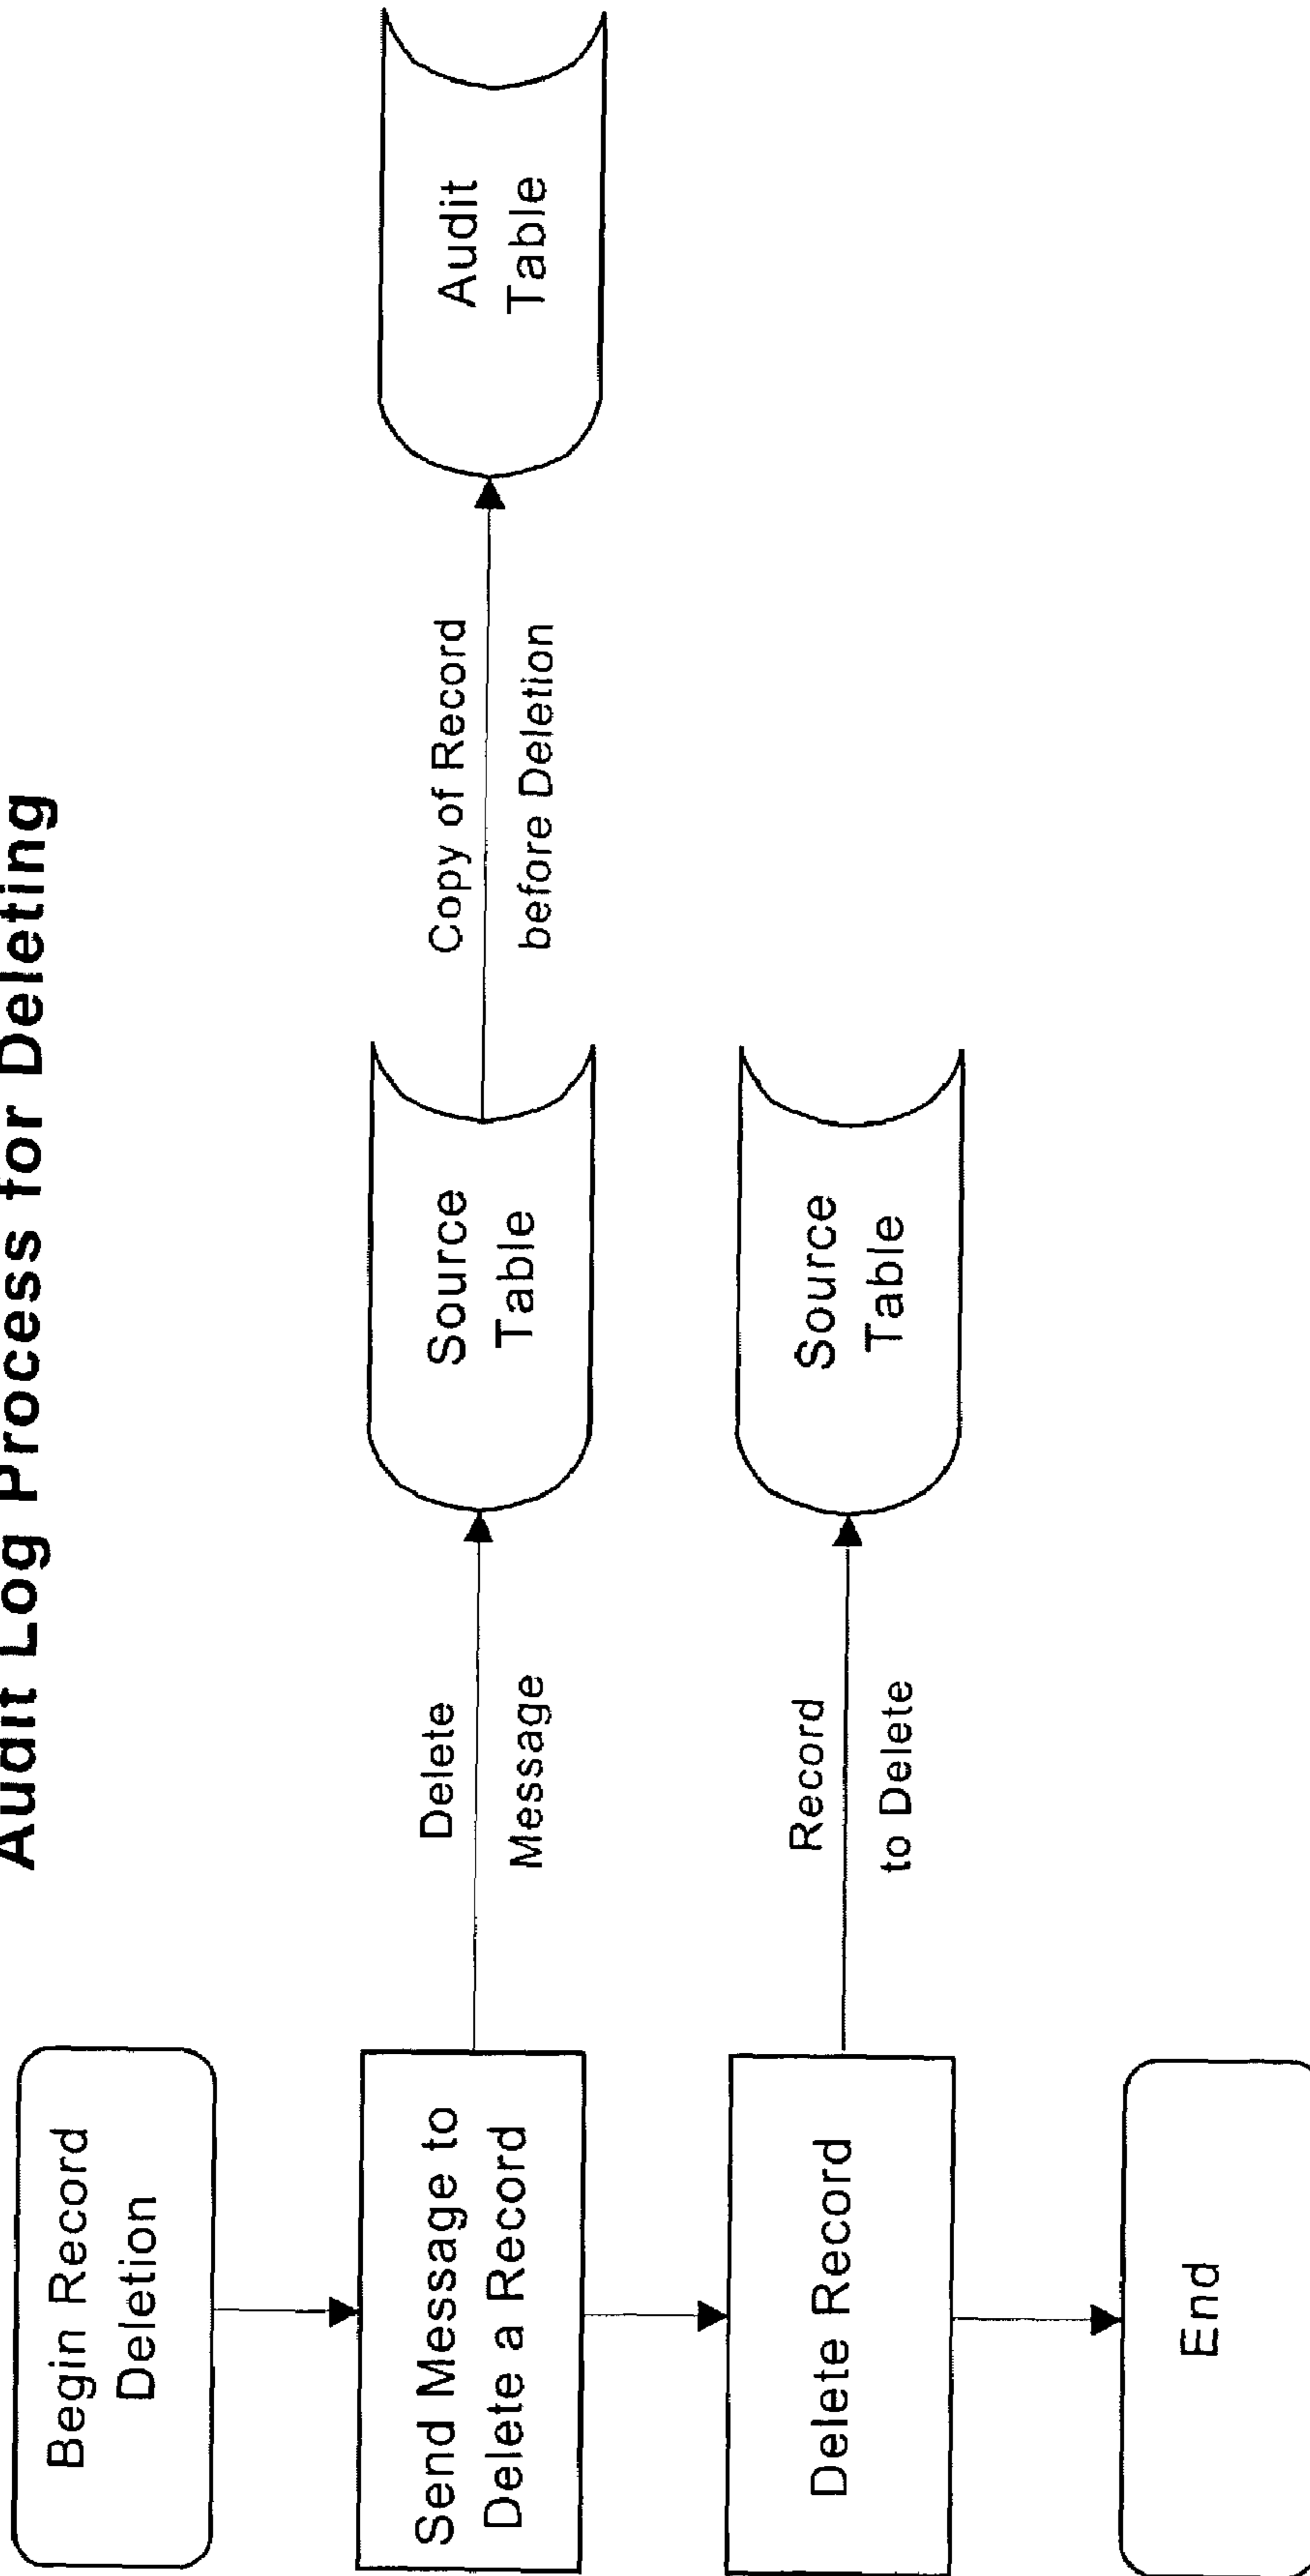 Audit Log Process for Deleting
Begin Record
Deletion
Send Message to
Delete a Record
Delete
Message
Source
Table
Copy of Record
before Deletion
Audit
Table
Delete Record
Record
to Delete
Source
Table
End